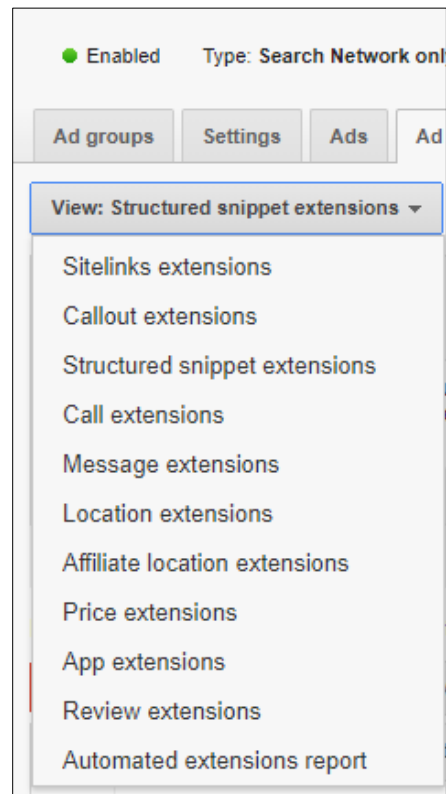 Enabled Type: Search Network onl
Ad groups Settings Ads Ad
View: Structured snippet extensions
Sitelinks extensions
Callout extensions
Structured snippet extensions
Call extensions
Message extensions
Location extensions
Affiliate location extensions
Price extensions
App extensions
Review extensions
Automated extensions report